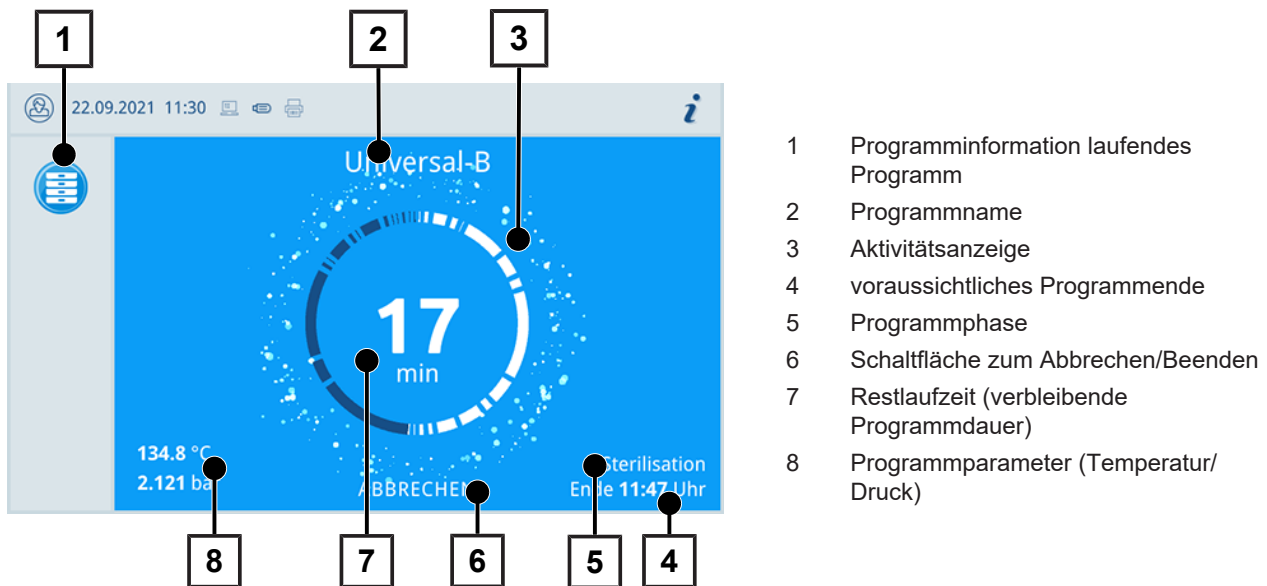 1
2
3
22.09.2021 11:30
i
Universal-B
17
min
134.8 °C
2.121 bar
ABBRECHEN
Sterilisation
Ende 11:47 Uhr
8
7
6
5
4
1 Programminformation laufendes
Programm
2 Programmname
3 Aktivitätsanzeige
4 voraussichtliches Programmende
5 Programmphase
6 Schaltfläche zum Abbrechen/Beenden
7 Restlaufzeit (verbleibende
Programmdauer)
8 Programmparameter (Temperatur/
Druck)